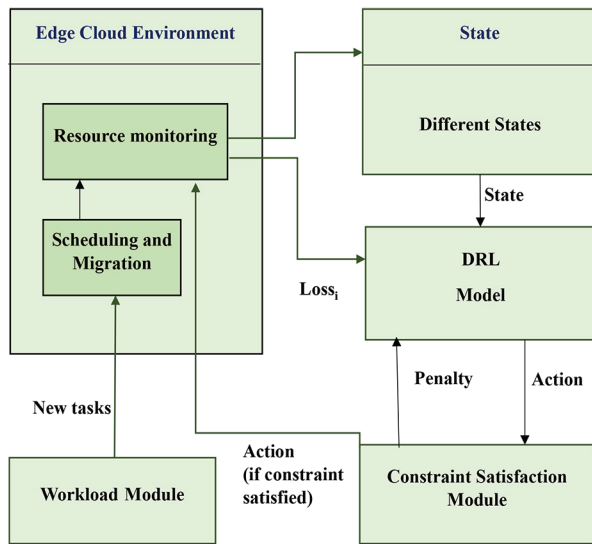 Edge Cloud Environment
Resource monitoring
Scheduling and
Migration
New tasks
Workload Module
State
Different States
State
DRL
Model
Loss_i
Penalty
Action
Action
(if constraint
satisfied)
Constraint Satisfaction
Module